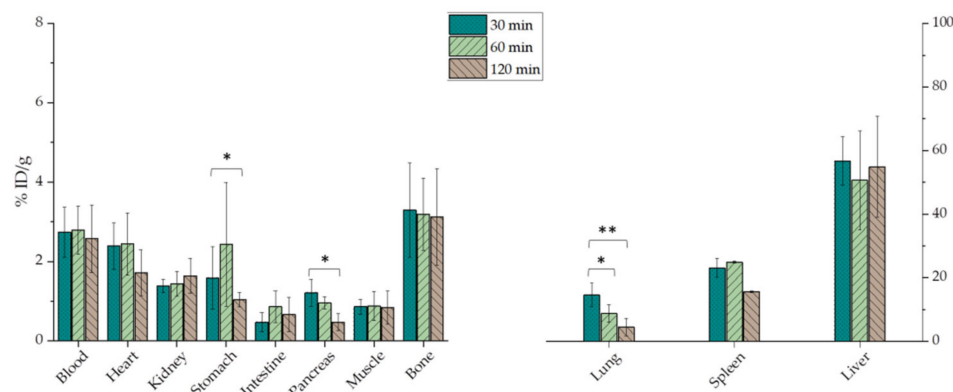 8
6
4
2
0
% ID/g
30 min
60 min
120 min
*
*
**
*
100
80
60
40
20
0
Blood
Heart
Kidney
Stomach
Intestine
Pancreas
Muscle
Bone
Lung
Spleen
Liver